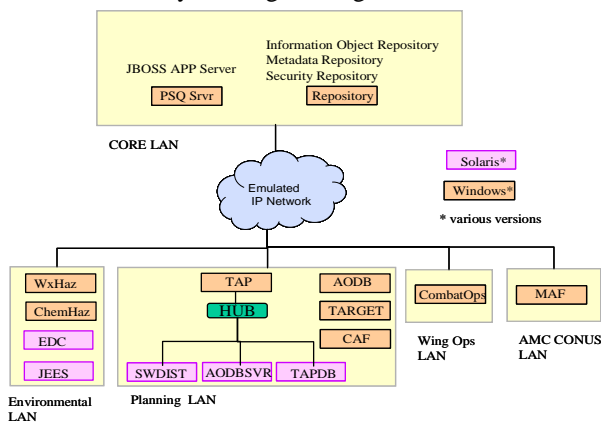 Information Object Repository
JBOSS APP Server
Metadata Repository
Security Repository
PSQ Srvr
Repository
CORE LAN
Emulated
IP Network
Solaris*
Windows*
* various versions
WxHaz
ChemHaz
EDC
JEES
Environmental
LAN
TAP
HUB
AODB
TARGET
CAF
SWDIST
AODBSVR
TAPDB
Planning LAN
CombatOps
Wing Ops
LAN
MAF
AMC CONUS
LAN